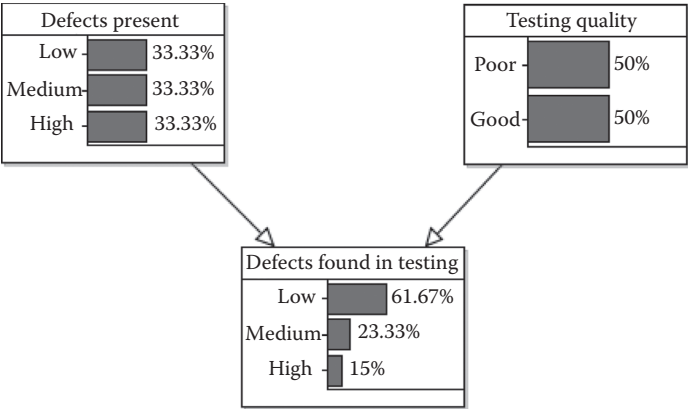 Defects present
Low 33.33%
Medium 33.33%
High 33.33%
Testing quality
Poor 50%
Good 50%
Defects found in testing
Low 61.67%
Medium 23.33%
High 15%